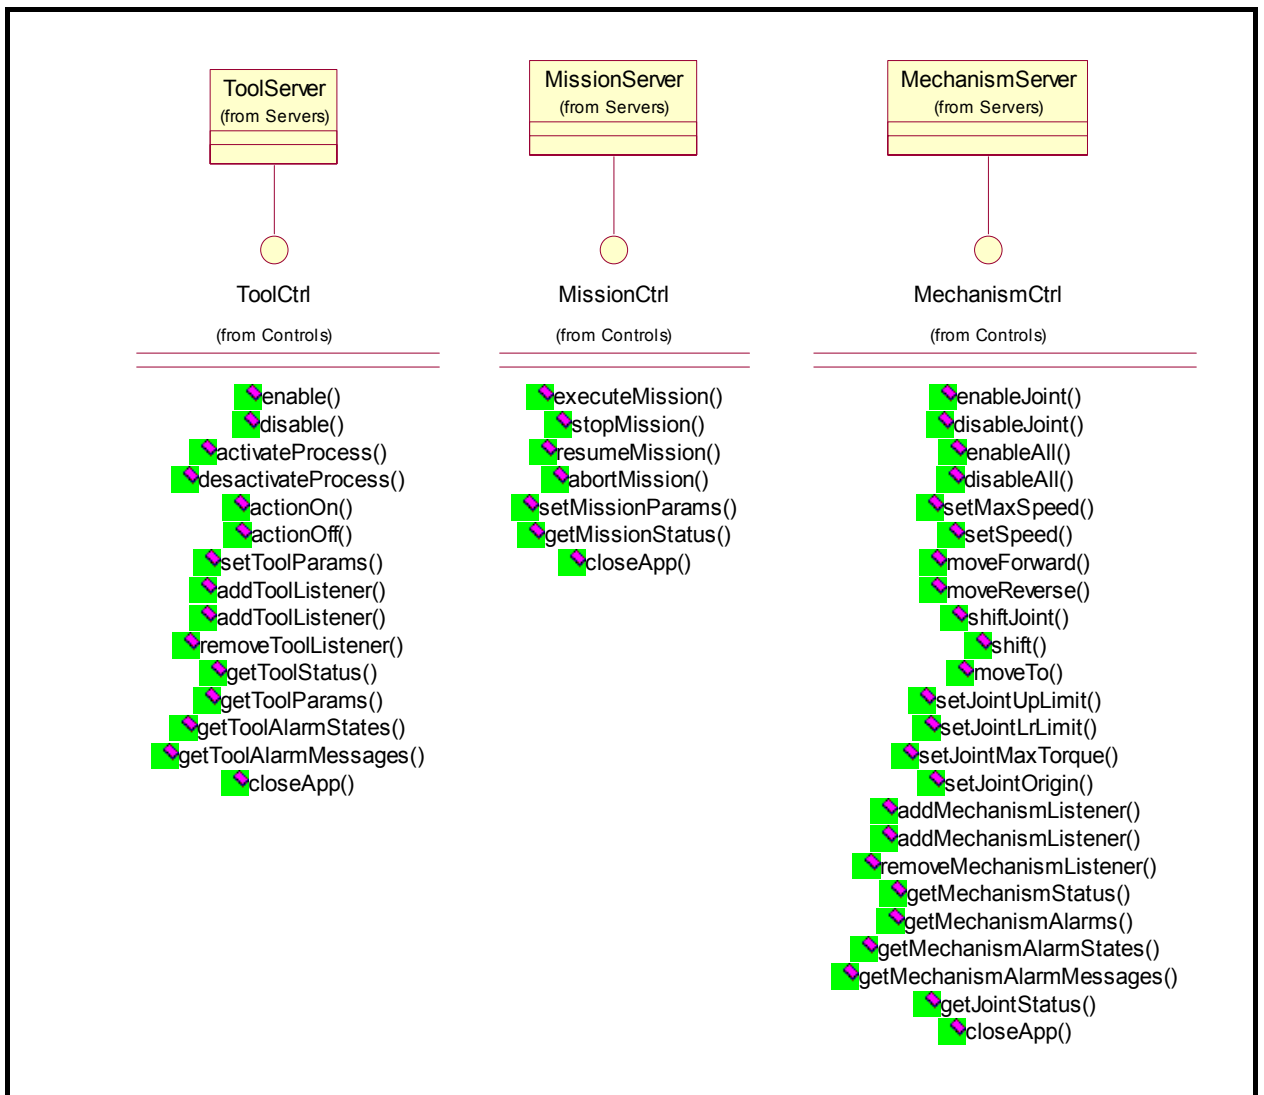 ToolServer
(from Servers)
ToolCtrl
(from Controls)
enable()
disable()
activateProcess()
desactivateProcess()
actionOn()
actionOff()
setToolParams()
addToolListener()
addToolListener()
removeToolListener()
getToolStatus()
getToolParams()
getToolAlarmStates()
getToolAlarmMessages()
closeApp()
MissionServer
(from Servers)
MissionCtrl
(from Controls)
executeMission()
stopMission()
resumeMission()
abortMission()
setMissionParams()
getMissionStatus()
closeApp()
MechanismServer
(from Servers)
MechanismCtrl
(from Controls)
enableJoint()
disableJoint()
enableAll()
disableAll()
setMaxSpeed()
setSpeed()
moveForward()
moveReverse()
shiftJoint()
shift()
moveTo()
setJointUpLimit()
setJointLrLimit()
setJointMaxTorque()
setJointOrigin()
addMechanismListener()
addMechanismListener()
removeMechanismListener()
getMechanismStatus()
getMechanismAlarms()
getMechanismAlarmStates()
getMechanismAlarmMessages()
getJointStatus()
closeApp()